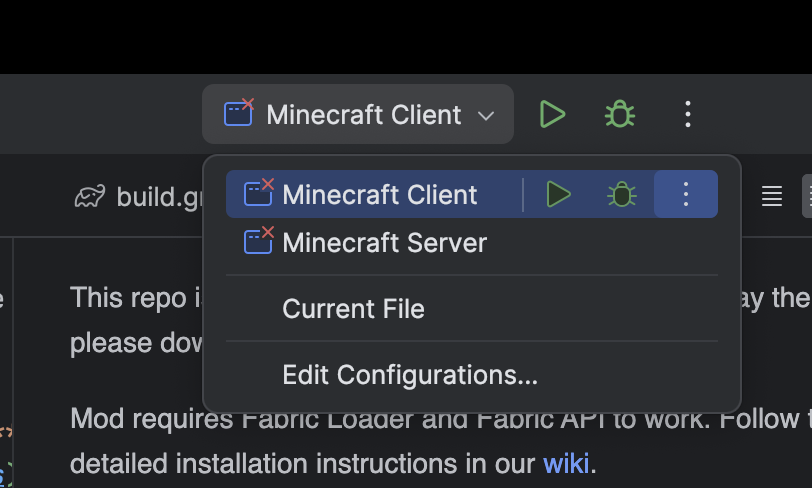 Minecraft Client
build.gr
Minecraft Client
Minecraft Server
Current File
Edit Configurations...
This repo
ay the
please dow
Mod requires Fabric Loader and Fabric API to work. Follow
detailed installation instructions in our wiki.